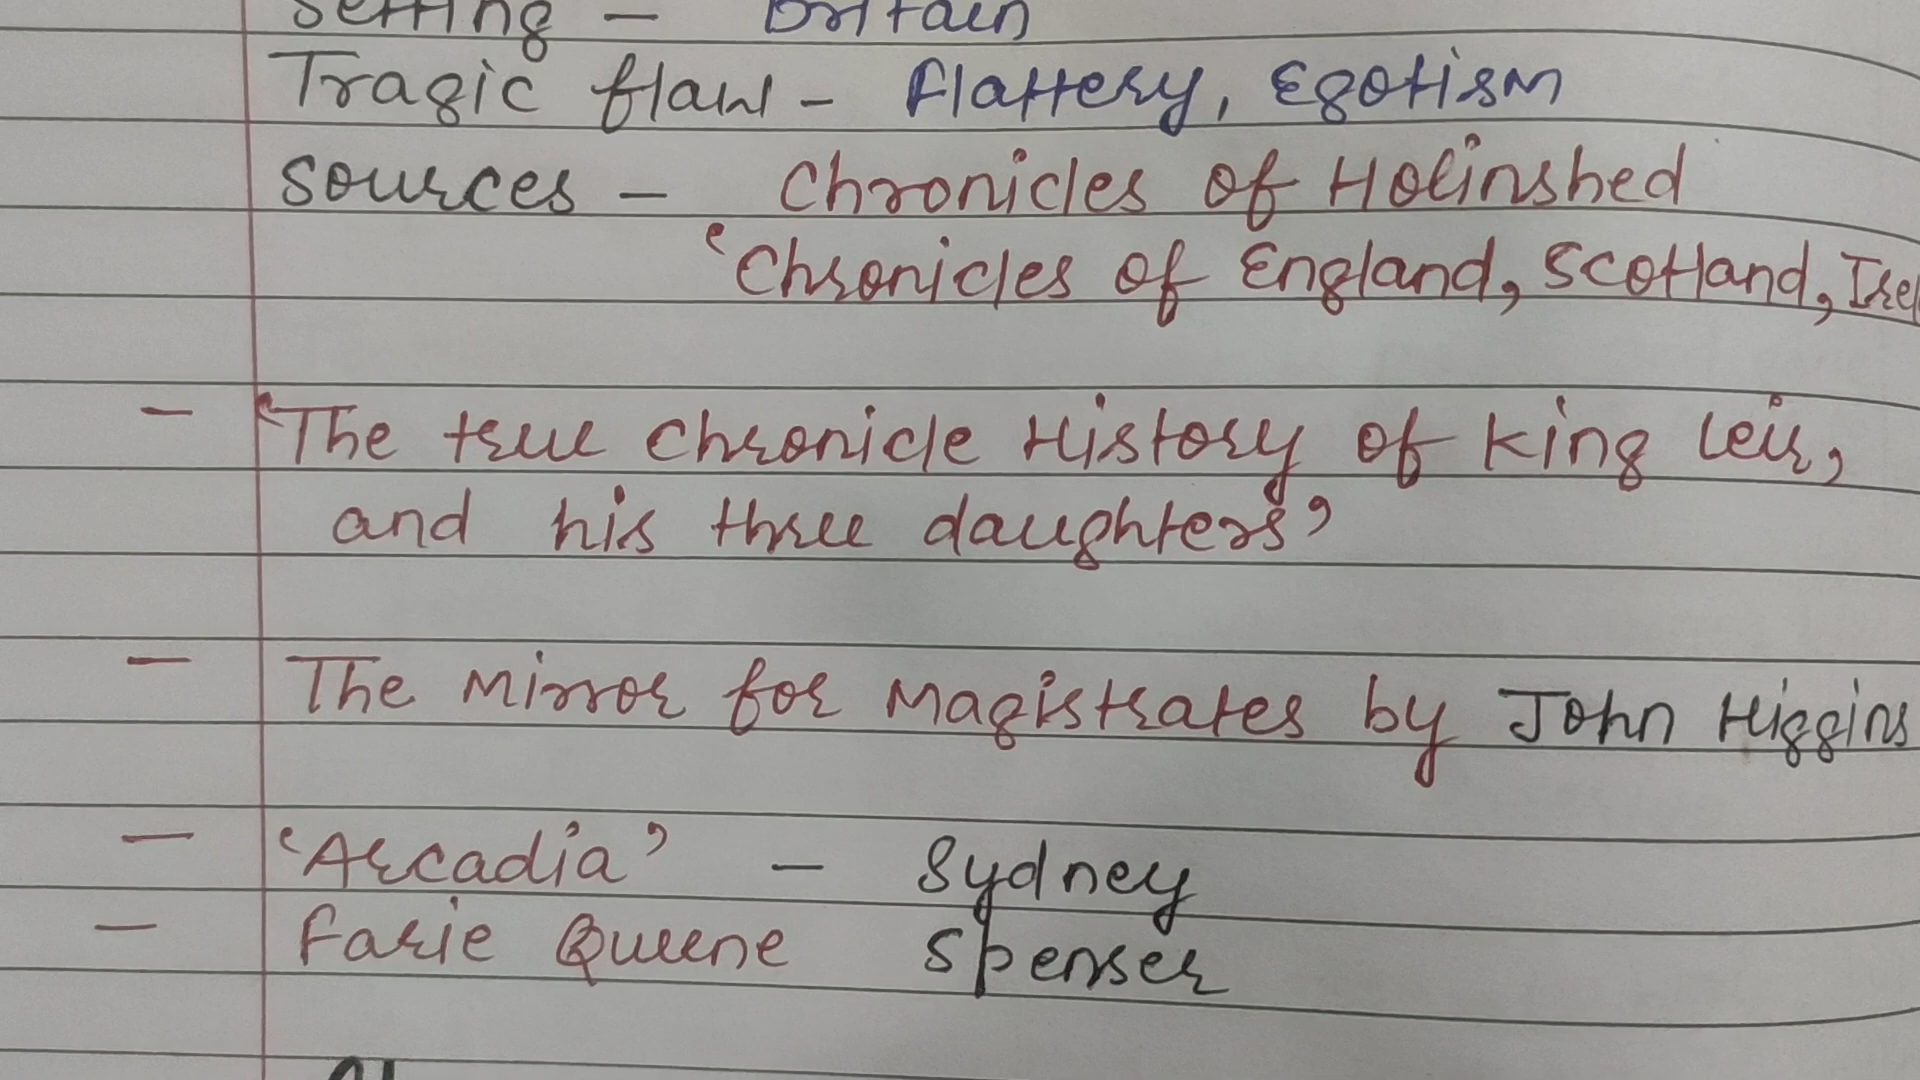 Setting - Britain
Tragic flaw - Flattery, Egotism
Sources - Chronicles of Holinshed
'Chronicles of England, Scotland, Irel
- 'The true Chronicle History of King Leir,
and his three daughters'
- The Mirror for Magistrates by John Higgins
- 'Arcadia' - Sydney
- Farie Queene Spenser